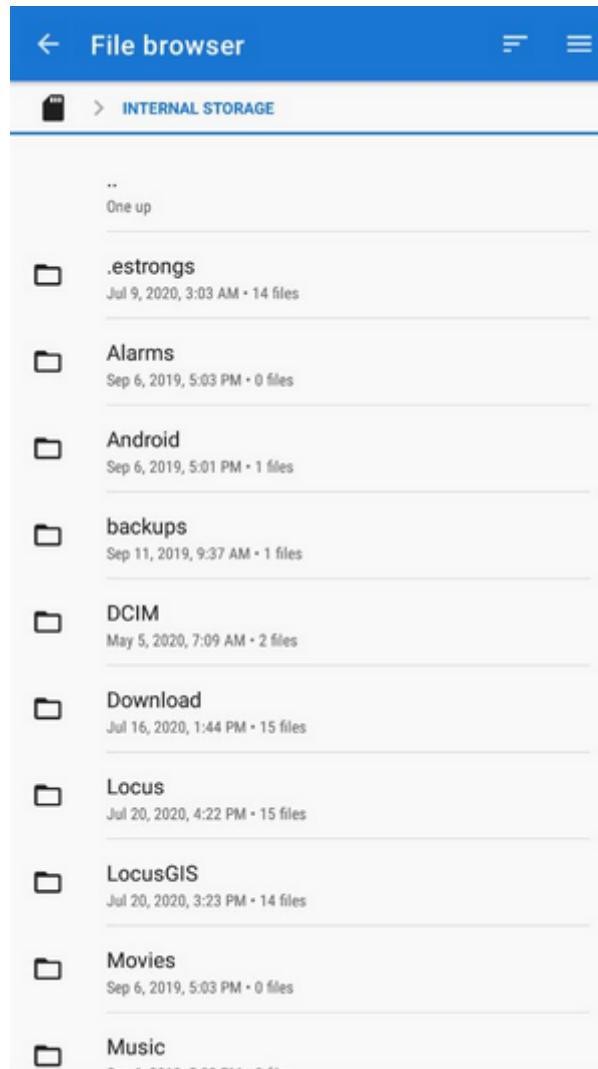 File browser
INTERNAL STORAGE
..
One up
.estrongs
Jul 9, 2020, 3:03 AM • 14 files
Alarms
Sep 6, 2019, 5:03 PM • 0 files
Android
Sep 6, 2019, 5:01 PM • 1 files
backups
Sep 11, 2019, 9:37 AM • 1 files
DCIM
May 5, 2020, 7:09 AM • 2 files
Download
Jul 16, 2020, 1:44 PM • 15 files
Locus
Jul 20, 2020, 4:22 PM • 15 files
LocusGIS
Jul 20, 2020, 3:23 PM • 14 files
Movies
Sep 6, 2019, 5:03 PM • 0 files
Music